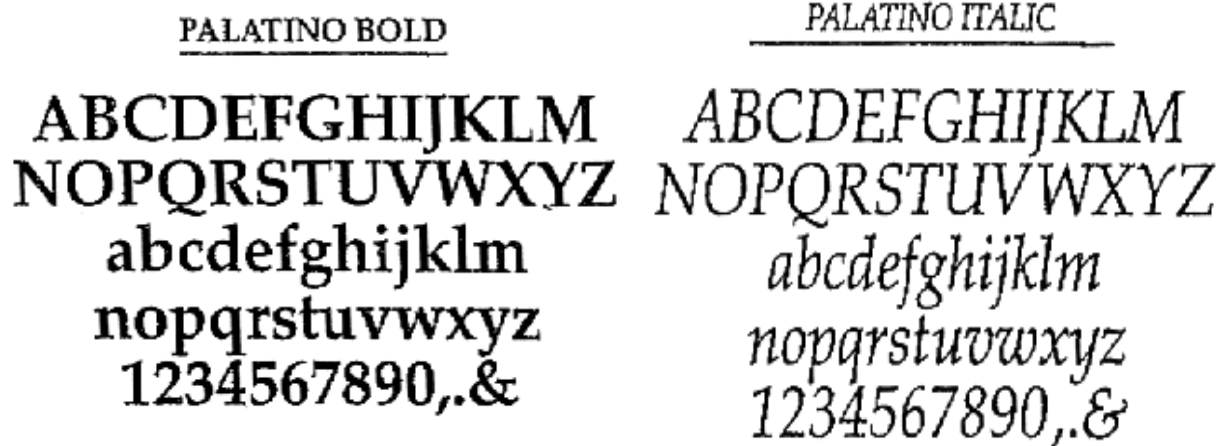 PALATINO BOLD
ABCDEFGHIJKLM
NOPQRSTUVWXYZ
abcdefghijklm
nopqrstuvwxyz
1234567890,.&
PALATINO ITALIC
ABCDEFGHIJKLM
NOPQRSTUVWXYZ
abcdefghijklm
nopqrstuvwxyz
1234567890,.&